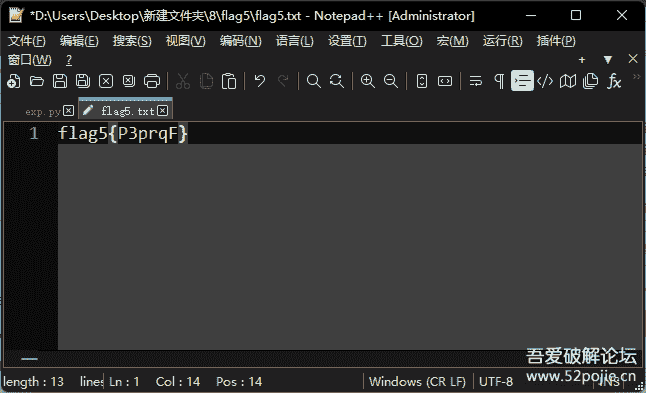 *D:\Users\Desktop\新建文件夹\8\flag5\flag5.txt - Notepad++ [Administrator]
文件(F) 编辑(E) 搜索(S) 视图(V) 编码(N) 语言(L) 设置(T) 工具(O) 宏(M) 运行(R) 插件(P)
窗口(W) ? + ▼ X
exp.py flag5.txt
1 flag5{P3prqF}
吾爱破解论坛
www.52pojie.cn
length : 13 lines Ln : 1 Col : 14 Pos : 14 Windows (CR LF) UTF-8 INS